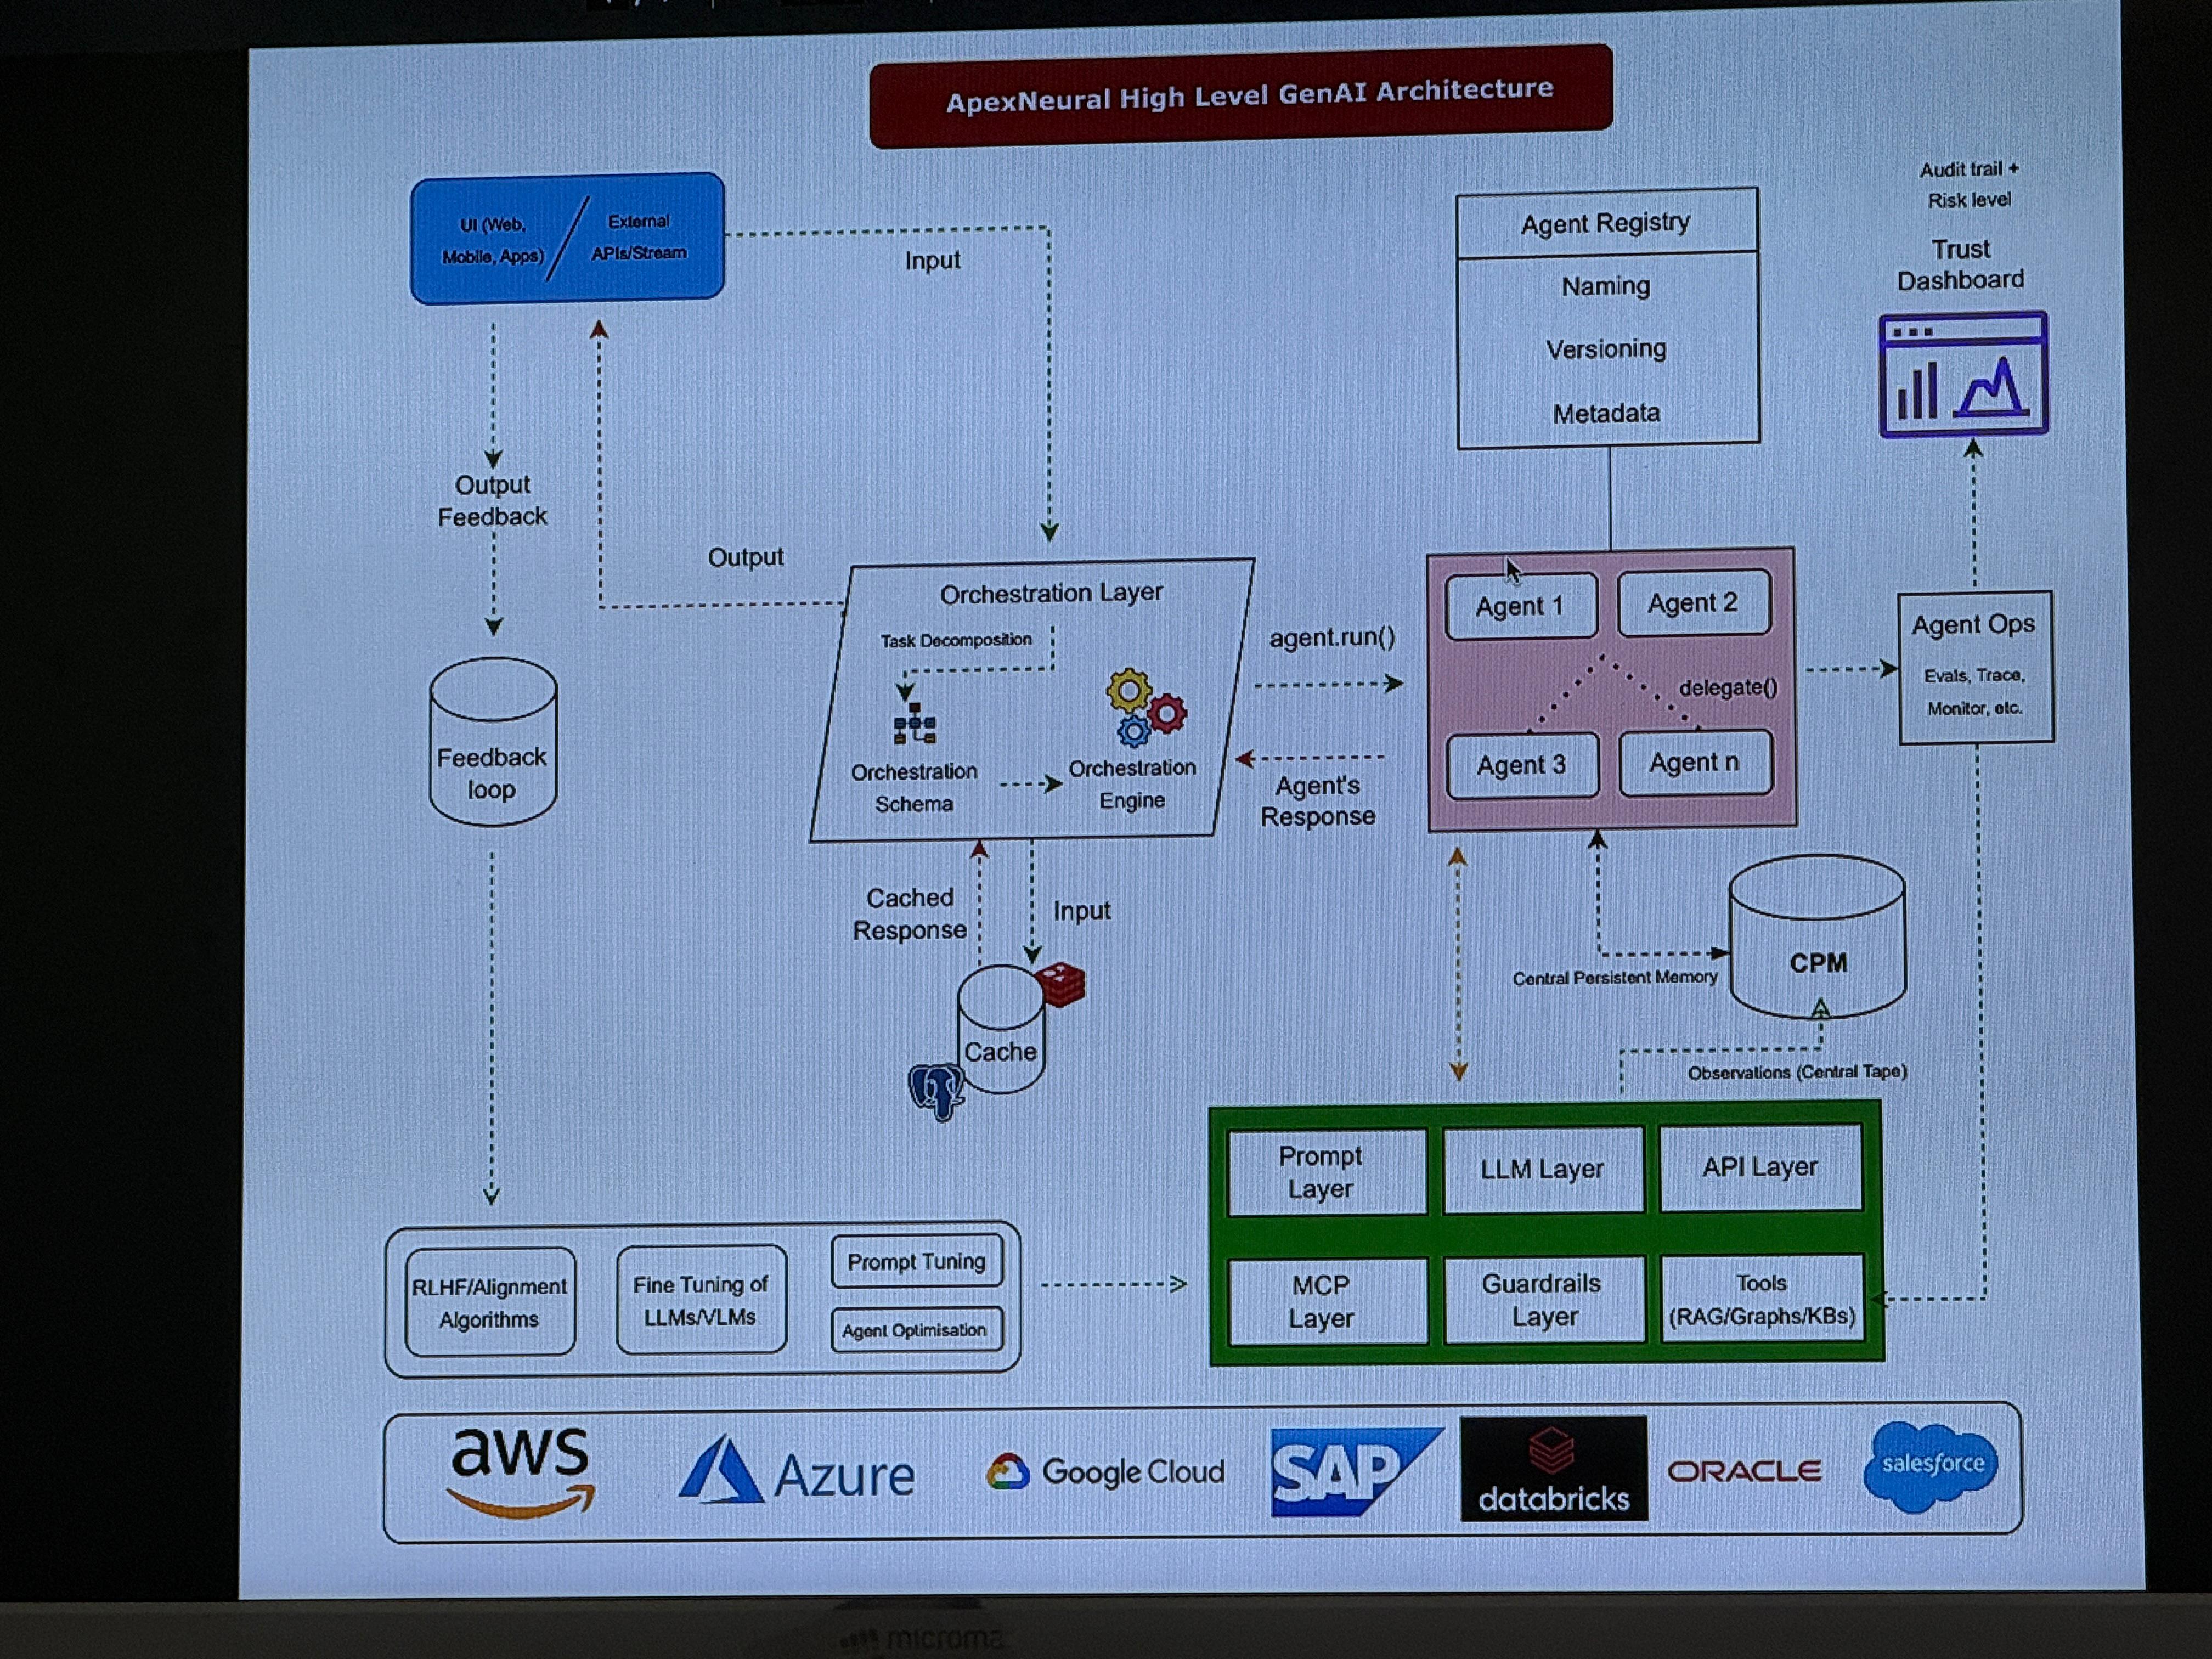 ApexNeural High Level GenAI Architecture
UI (Web,
Mobile, Apps)
External
APIs/Stream
Input
Agent Registry
Naming
Versioning
Metadata
Audit trail +
Risk level
Trust
Dashboard
Output
Feedback
Output
Orchestration Layer
Task Decomposition
Orchestration
Schema
Orchestration
Engine
agent.run()
Agent's
Response
Agent 1
Agent 2
delegate()
Agent 3
Agent n
Agent Ops
Evals, Trace,
Monitor, etc.
Feedback
loop
Cached
Response
Input
Cache
Central Persistent Memory
CPM
Observations (Central Tape)
Prompt
Layer
LLM Layer
API Layer
MCP
Layer
Guardrails
Layer
Tools
(RAG/Graphs/KBs)
RLHF/Alignment
Algorithms
Fine Tuning of
LLMs/VLMs
Prompt Tuning
Agent Optimisation
aws
Azure
Google Cloud
SAP
databricks
ORACLE
salesforce